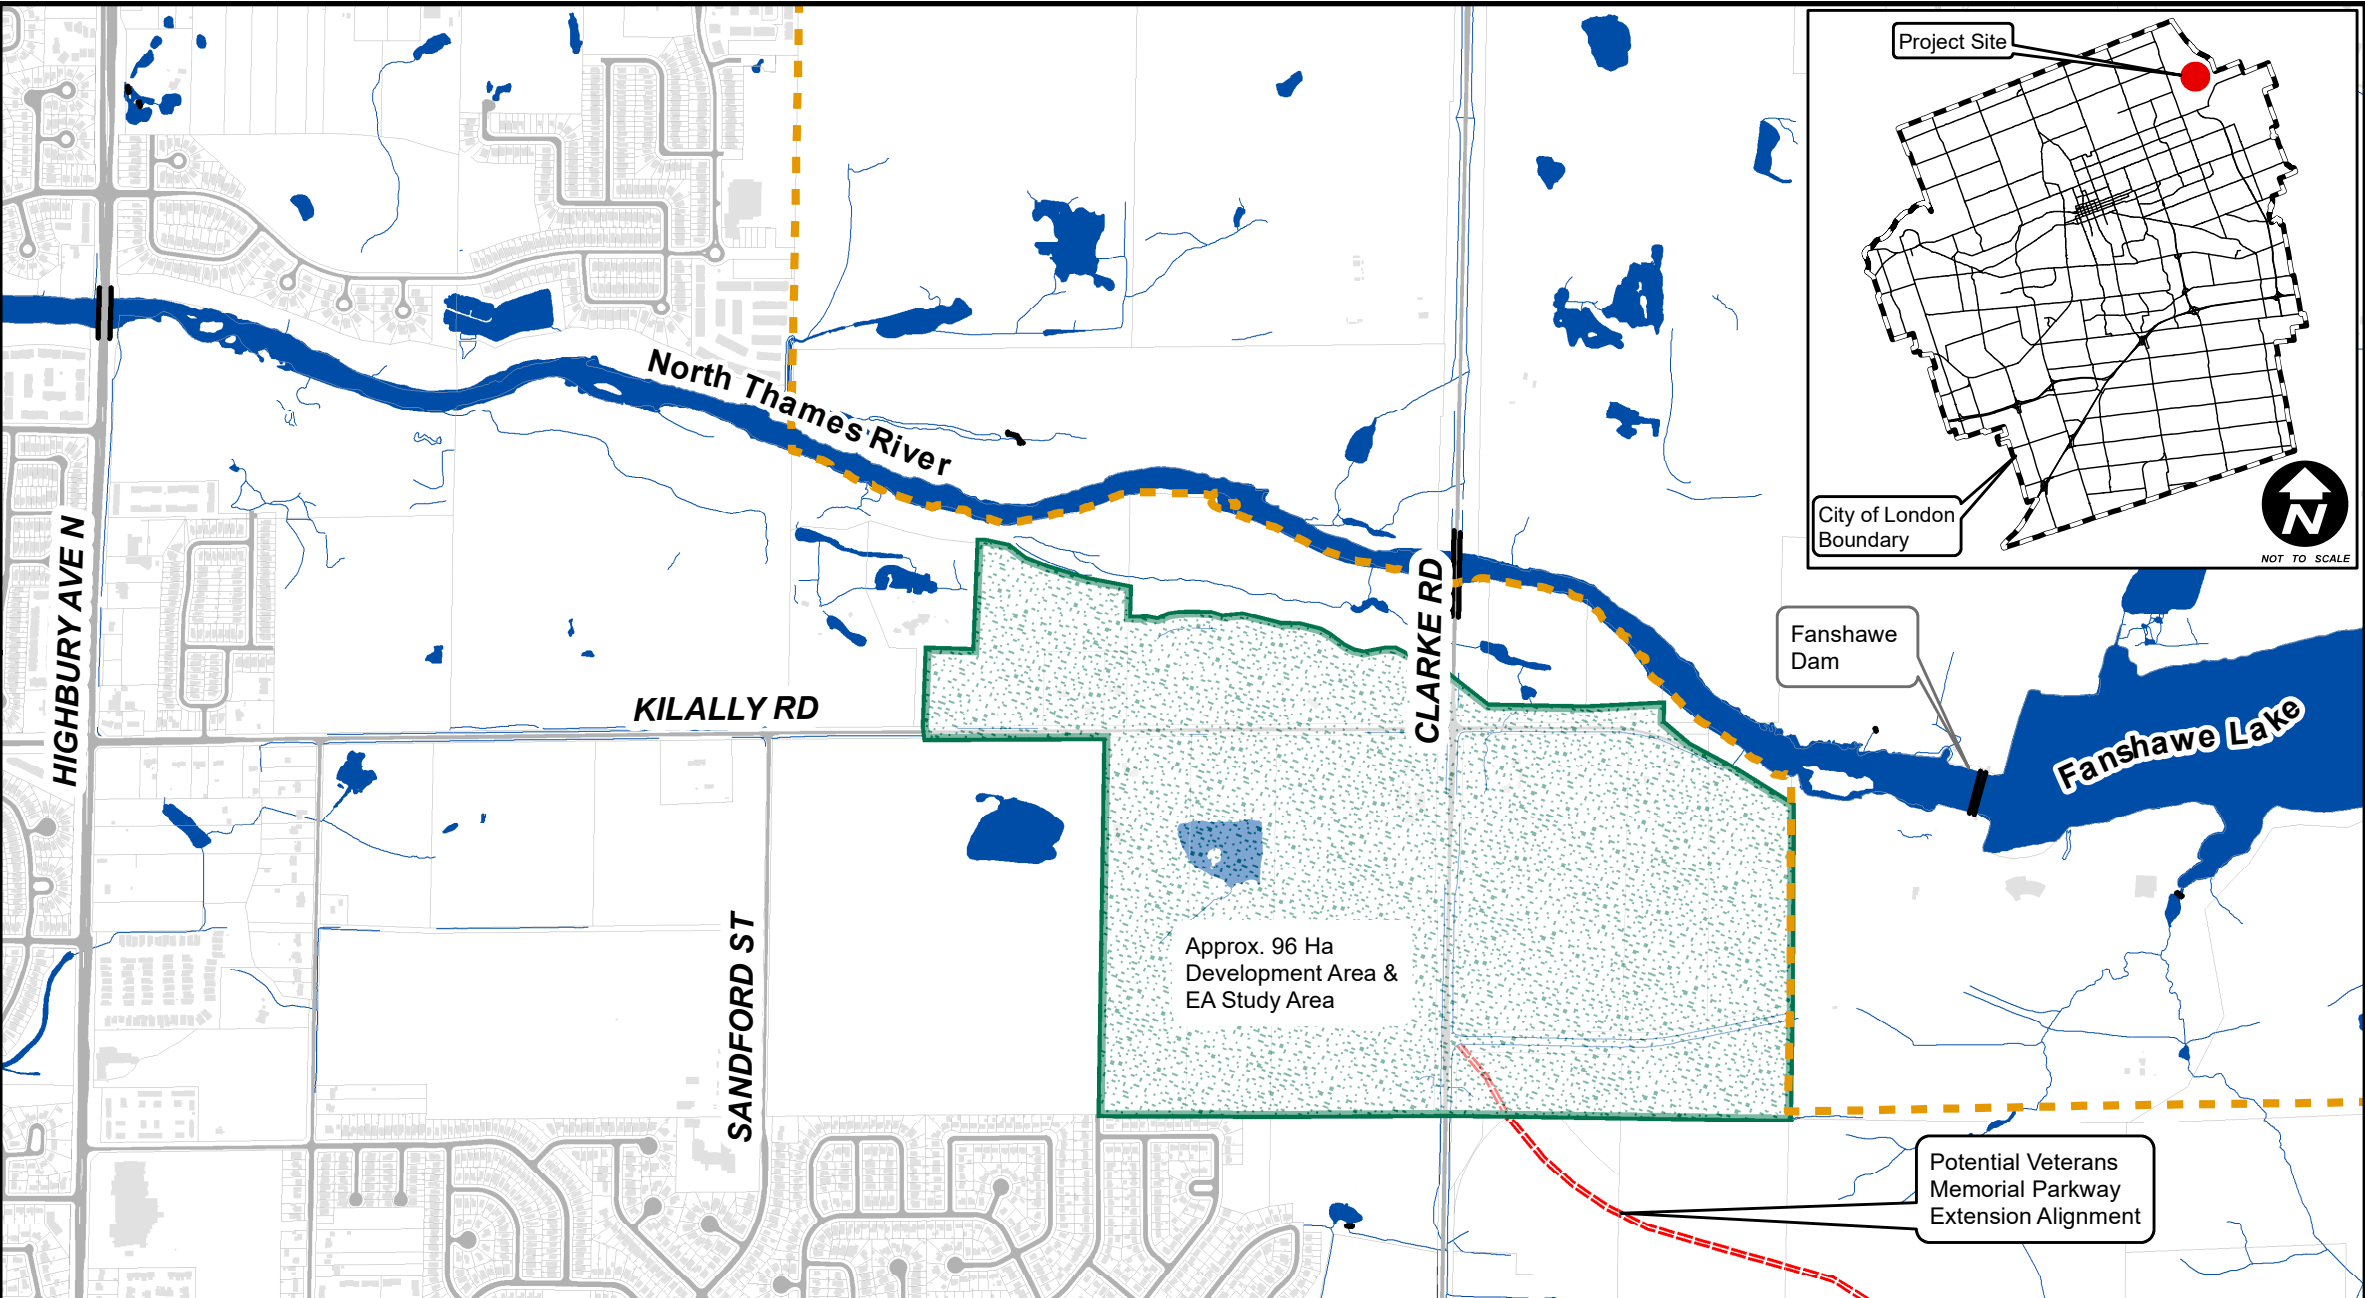 Project Site
City of London
Boundary
N
NOT TO SCALE
North Thames River
HIGHBURY AVE N
KILALLY RD
CLARKE RD
SANDFORD ST
Fanshawe
Dam
Fanshawe Lake
Approx. 96 Ha
Development Area &
EA Study Area
Potential Veterans
Memorial Parkway
Extension Alignment